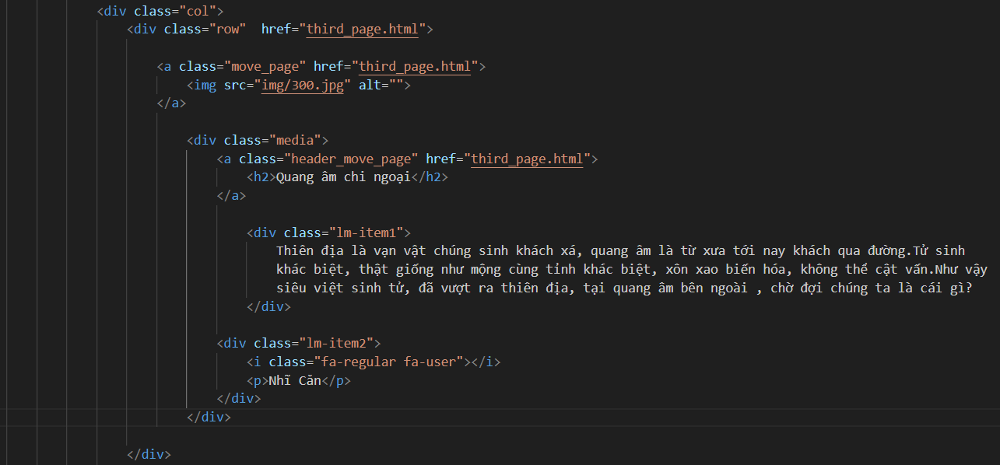 <div class="col">
<div class="row"  href="third_page.html">
<a class="move_page" href="third_page.html">
<img src="img/300.jpg" alt="">
</a>
<div class="media">
<a class="header_move_page" href="third_page.html">
<h2>Quang âm chi ngoại</h2>
</a>
<div class="lm-item1">
Thiên địa là vạn vật chúng sinh khách xá, quang âm là từ xưa tới nay khách qua đường.Tử sinh
khác biệt, thật giống như mộng cùng tỉnh khác biệt, xôn xao biến hóa, không thể cật vấn.Như vậy
siêu việt sinh tử, đã vượt ra thiên địa, tại quang âm bên ngoài , chờ đợi chúng ta là cái gì?
</div>
<div class="lm-item2">
<i class="fa-regular fa-user"></i>
<p>Nhĩ Căn</p>
</div>
</div>
</div>